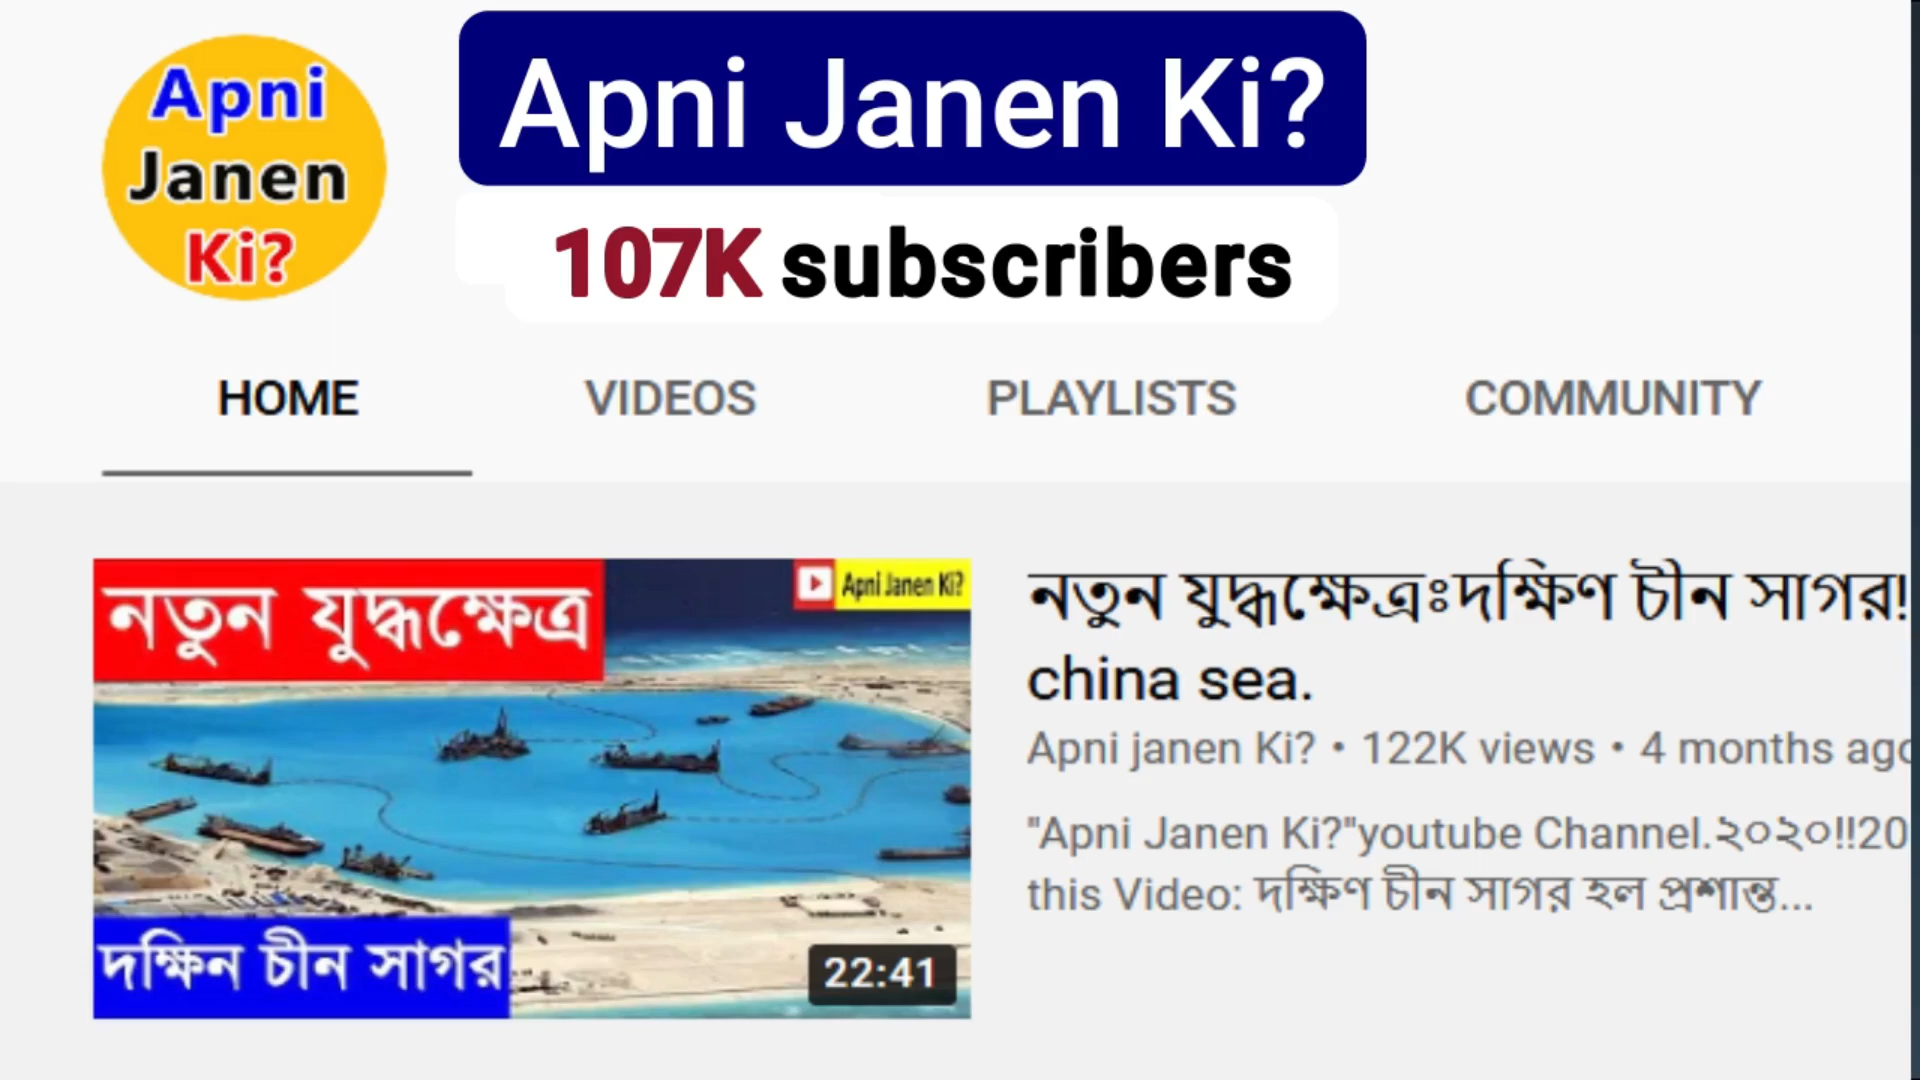 Apni
Janen
Ki?
Apni Janen Ki?
107K subscribers
HOME VIDEOS PLAYLISTS COMMUNITY
নতুন যুদ্ধক্ষেত্র
Apni Janen Ki?
দক্ষিন চীন সাগর
22:41
নতুন যুদ্ধক্ষেত্রঃদক্ষিণ চীন সাগর!
china sea.
Apni janen Ki? • 122K views • 4 months ago
"Apni Janen Ki?"youtube Channel.২০২০!!20
this Video: দক্ষিণ চীন সাগর হল প্রশান্ত...